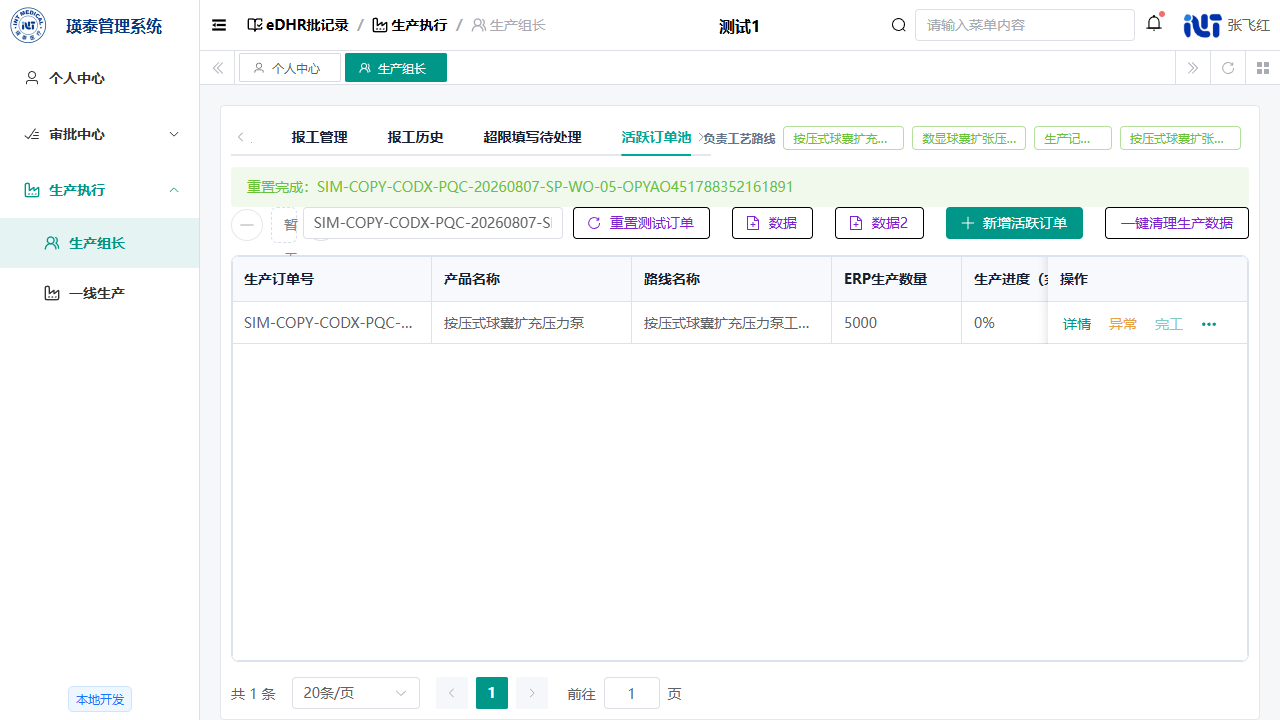 瑛泰管理系统
eDHR批记录 / 生产执行 / 生产组长
测试1
请输入菜单内容
张飞红
个人中心
审批中心
生产执行
生产组长
一线生产
本地开发
个人中心
生产组长
报工管理
报工历史
超限填写待处理
活跃订单池
负责工艺路线
按压式球囊扩充...
数显球囊扩张压...
生产记...
按压式球囊扩张...
重置完成：SIM-COPY-CODX-PQC-20260807-SP-WO-05-OPYAO451788352161891
暂
SIM-COPY-CODX-PQC-20260807-S
重置测试订单
数据
数据2
新增活跃订单
一键清理生产数据
生产订单号 产品名称 路线名称 ERP生产数量 生产进度 操作
SIM-COPY-CODX-PQC-... 按压式球囊扩充压力泵 按压式球囊扩充压力泵工... 5000 0% 详情 异常 完工
共 1 条 20条/页 1 前往 1 页